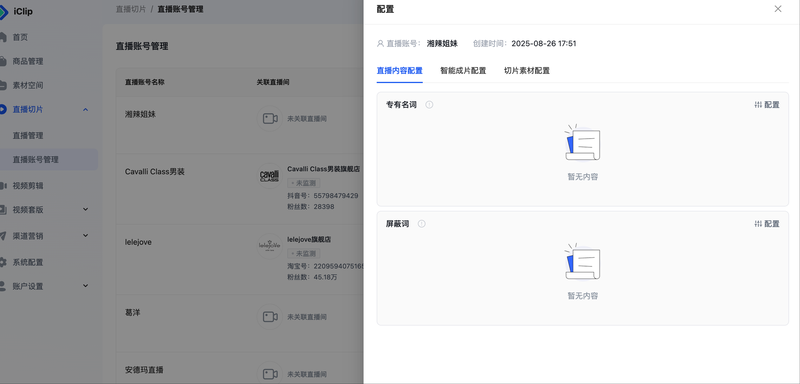 iClip
首页
商品管理
素材空间
直播切片
直播管理
直播账号管理
视频剪辑
视频套版
渠道营销
系统配置
账户设置
直播切片 / 直播账号管理
直播账号管理
直播账号名称 关联直播间
湘辣姐妹 未关联直播间
Cavalli Class男装
cavalli CLASS
Cavalli Class男装旗舰店
未监测
抖音号: 55798479429
粉丝数: 28398
lelejove
lelejove
lelejove旗舰店
未监测
淘宝号: 220959407516
粉丝数: 45.18万
葛洋 未关联直播间
安德玛直播 未关联直播间
配置
直播账号: 湘辣姐妹 创建时间: 2025-08-26 17:51
直播内容配置 智能成片配置 切片素材配置
专有名词 配置
暂无内容
屏蔽词 配置
暂无内容